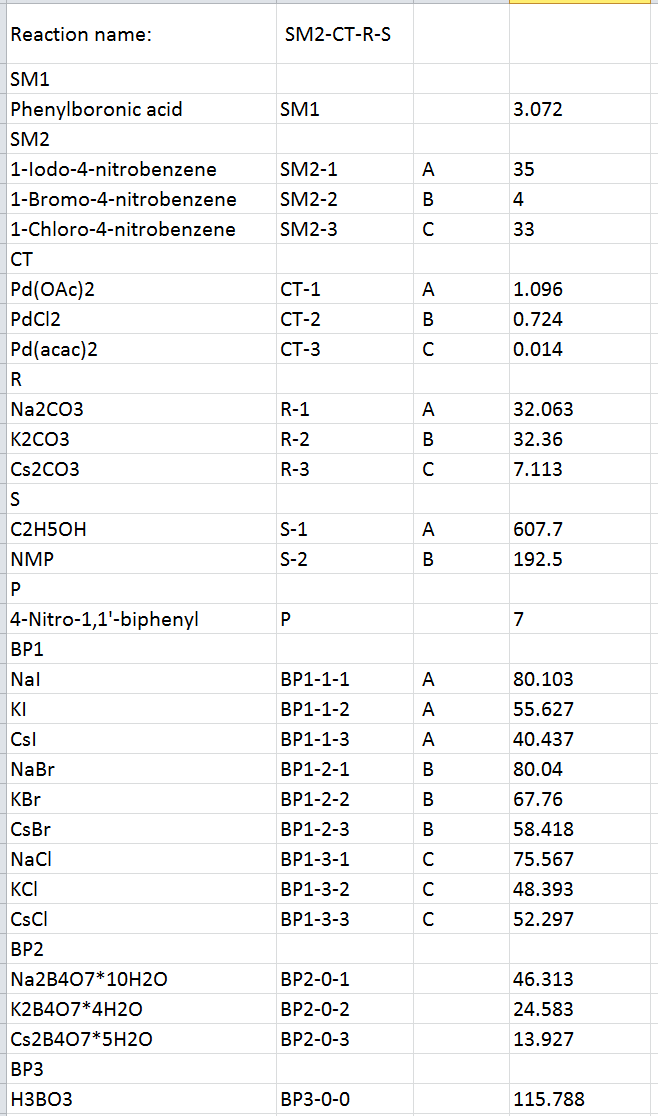 Reaction name: SM2-CT-R-S
SM1
Phenylboronic acid SM1 3.072
SM2
1-Iodo-4-nitrobenzene SM2-1 A 35
1-Bromo-4-nitrobenzene SM2-2 B 4
1-Chloro-4-nitrobenzene SM2-3 C 33
CT
Pd(OAc)2 CT-1 A 1.096
PdCl2 CT-2 B 0.724
Pd(acac)2 CT-3 C 0.014
R
Na2CO3 R-1 A 32.063
K2CO3 R-2 B 32.36
Cs2CO3 R-3 C 7.113
S
C2H5OH S-1 A 607.7
NMP S-2 B 192.5
P
4-Nitro-1,1'-biphenyl P 7
BP1
NaI BP1-1-1 A 80.103
KI BP1-1-2 A 55.627
CsI BP1-1-3 A 40.437
NaBr BP1-2-1 B 80.04
KBr BP1-2-2 B 67.76
CsBr BP1-2-3 B 58.418
NaCl BP1-3-1 C 75.567
KCl BP1-3-2 C 48.393
CsCl BP1-3-3 C 52.297
BP2
Na2B4O7*10H2O BP2-0-1 46.313
K2B4O7*4H2O BP2-0-2 24.583
Cs2B4O7*5H2O BP2-0-3 13.927
BP3
H3BO3 BP3-0-0 115.788